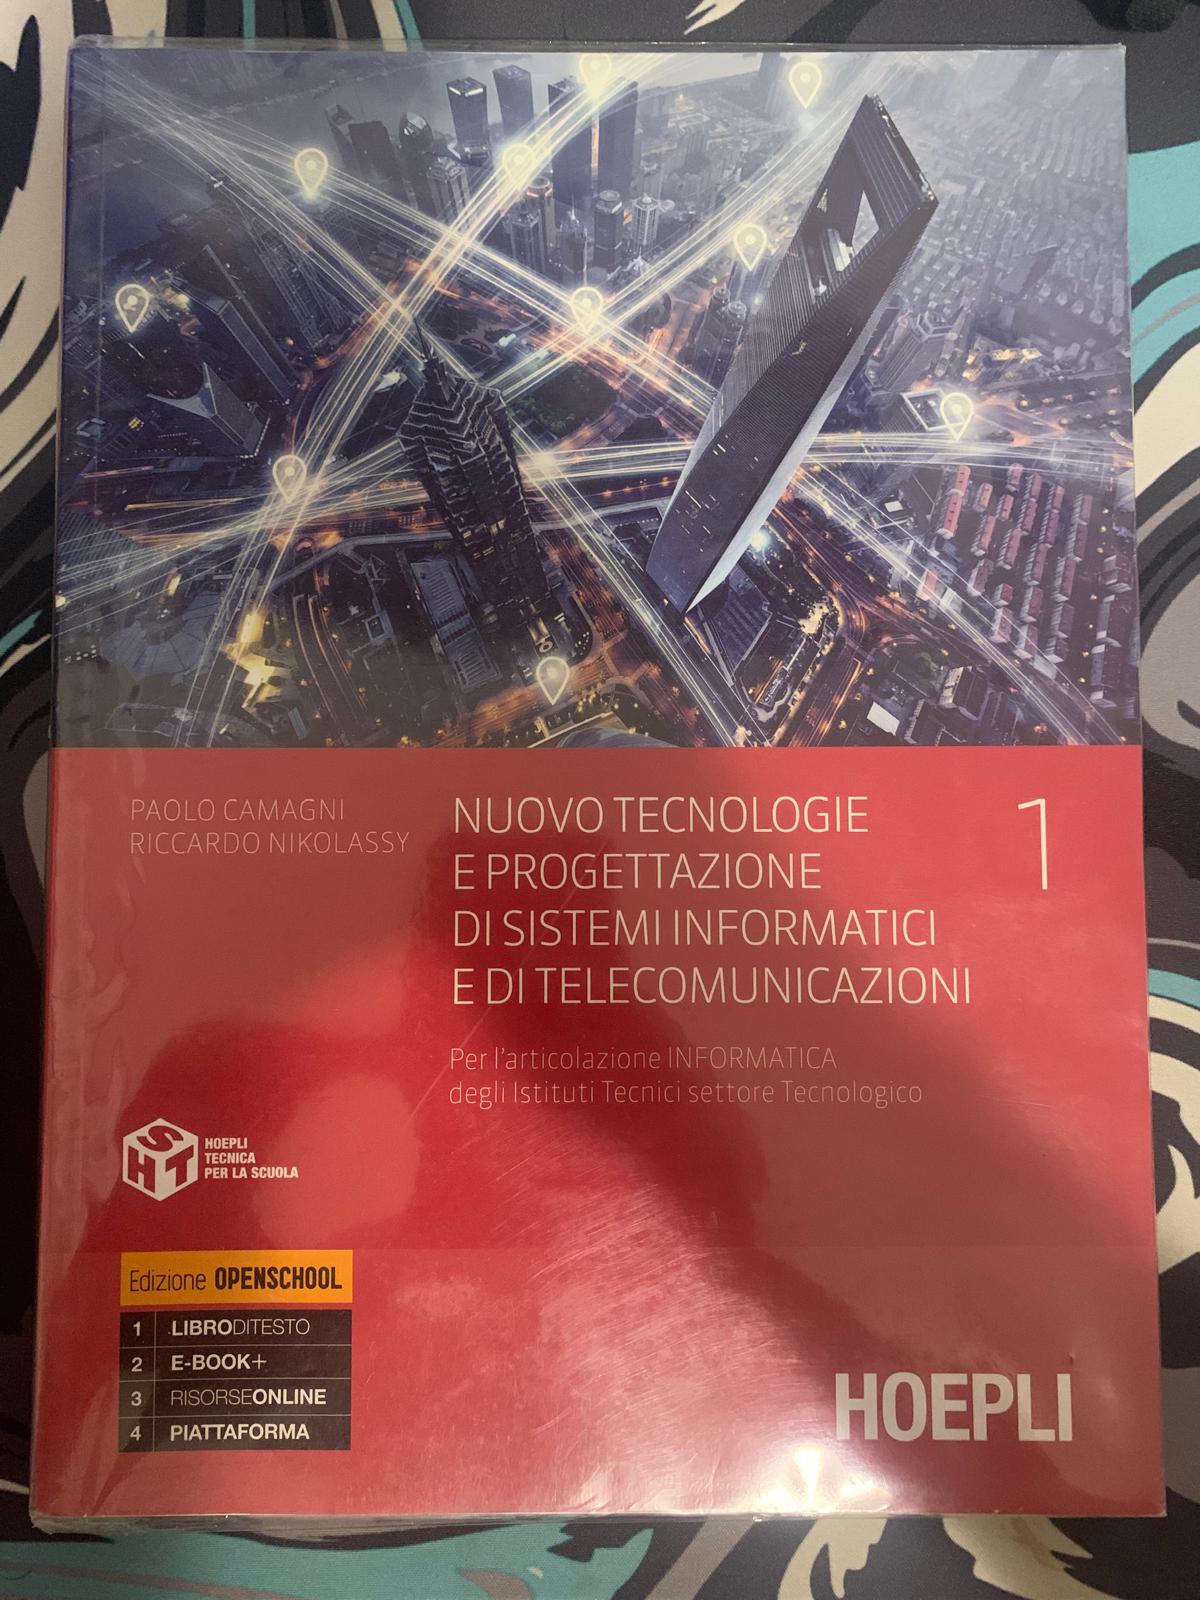 PAOLO CAMAGNI
RICCARDO NIKOLASSY
NUOVO TECNOLOGIE
E PROGETTAZIONE
DI SISTEMI INFORMATICI
E DI TELECOMUNICAZIONI
1
Per l'articolazione INFORMATICA
degli Istituti Tecnici settore Tecnologico
HST
HOEPLI
TECNICA
PER LA SCUOLA
Edizione OPENSCHOOL
1 LIBRODITESTO
2 E-BOOK+
3 RISORSEONLINE
4 PIATTAFORMA
HOEPLI